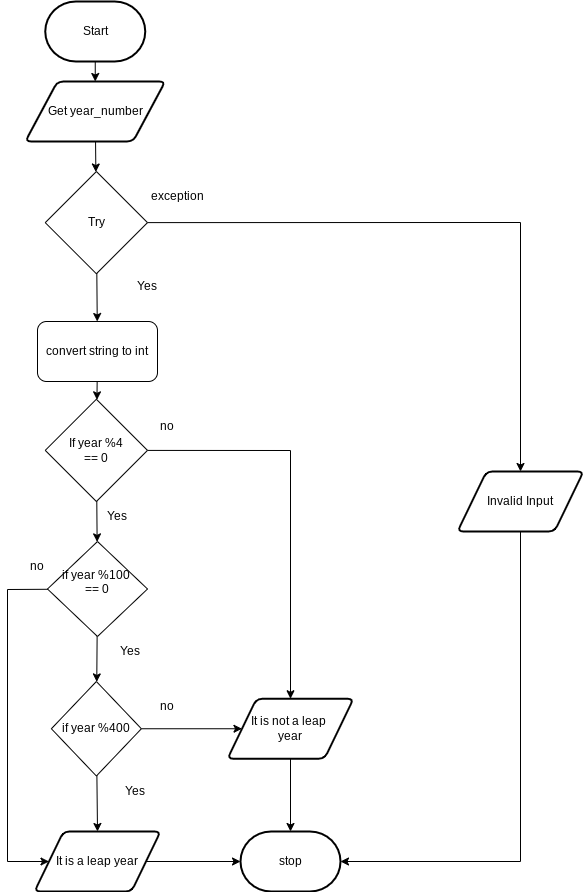 Start
Get year_number
exception
Try
Yes
convert string to int
no
If year %4
== 0
Invalid Input
Yes
no
if year %100
== 0
Yes
no
It is not a leap
year
if year %400
Yes
It is a leap year
stop